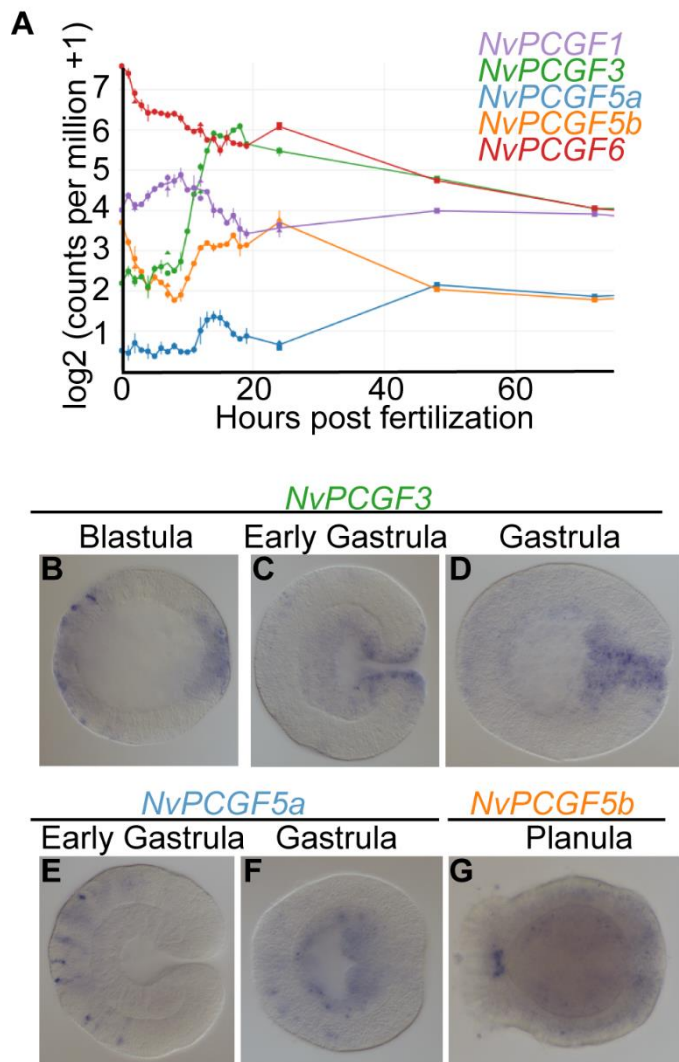 A
NvPCGF1
NvPCGF3
NvPCGF5a
NvPCGF5b
NvPCGF6
log2 (counts per million +1)
7
6
5
4
3
2
1
0 20 40 60
Hours post fertilization
NvPCGF3
Blastula Early Gastrula Gastrula
B C D
NvPCGF5a NvPCGF5b
Early Gastrula Gastrula Planula
E F G